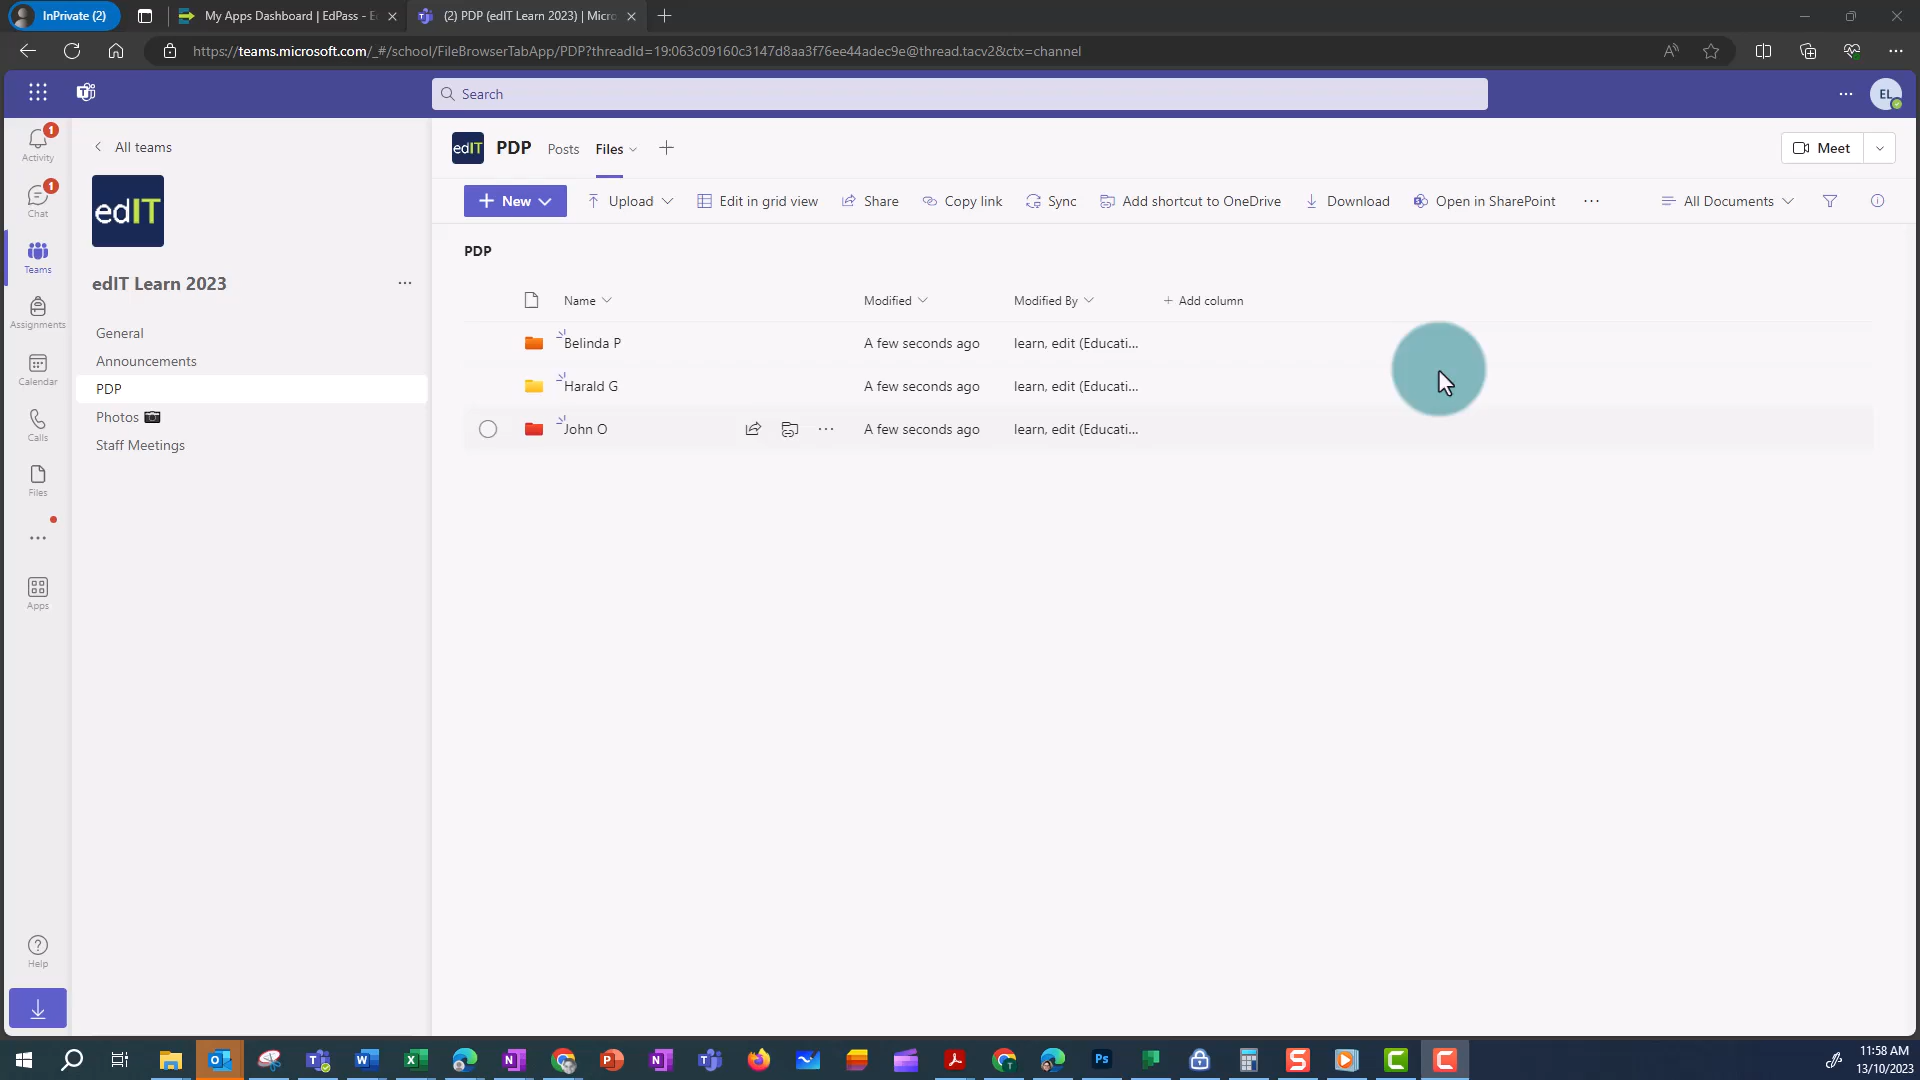 InPrivate (2)
My Apps Dashboard | EdPass - E
(2) PDP (edIT Learn 2023) | Micro
https://teams.microsoft.com/_#/school/FileBrowserTabApp/PDP?threadId=19:063c09160c3147d8aa3f76ee44adec9e@thread.tacv2&ctx=channel
Search
EL
Activity
1
Chat
1
Teams
Assignments
Calendar
Calls
Files
Apps
Help
All teams
edIT
edIT Learn 2023
General
Announcements
PDP
Photos
Staff Meetings
edIT PDP Posts Files
Meet
New Upload Edit in grid view Share Copy link Sync Add shortcut to OneDrive Download Open in SharePoint All Documents
PDP
Name Modified Modified By Add column
Belinda P A few seconds ago learn, edit (Educati...
Harald G A few seconds ago learn, edit (Educati...
John O A few seconds ago learn, edit (Educati...
11:58 AM
13/10/2023